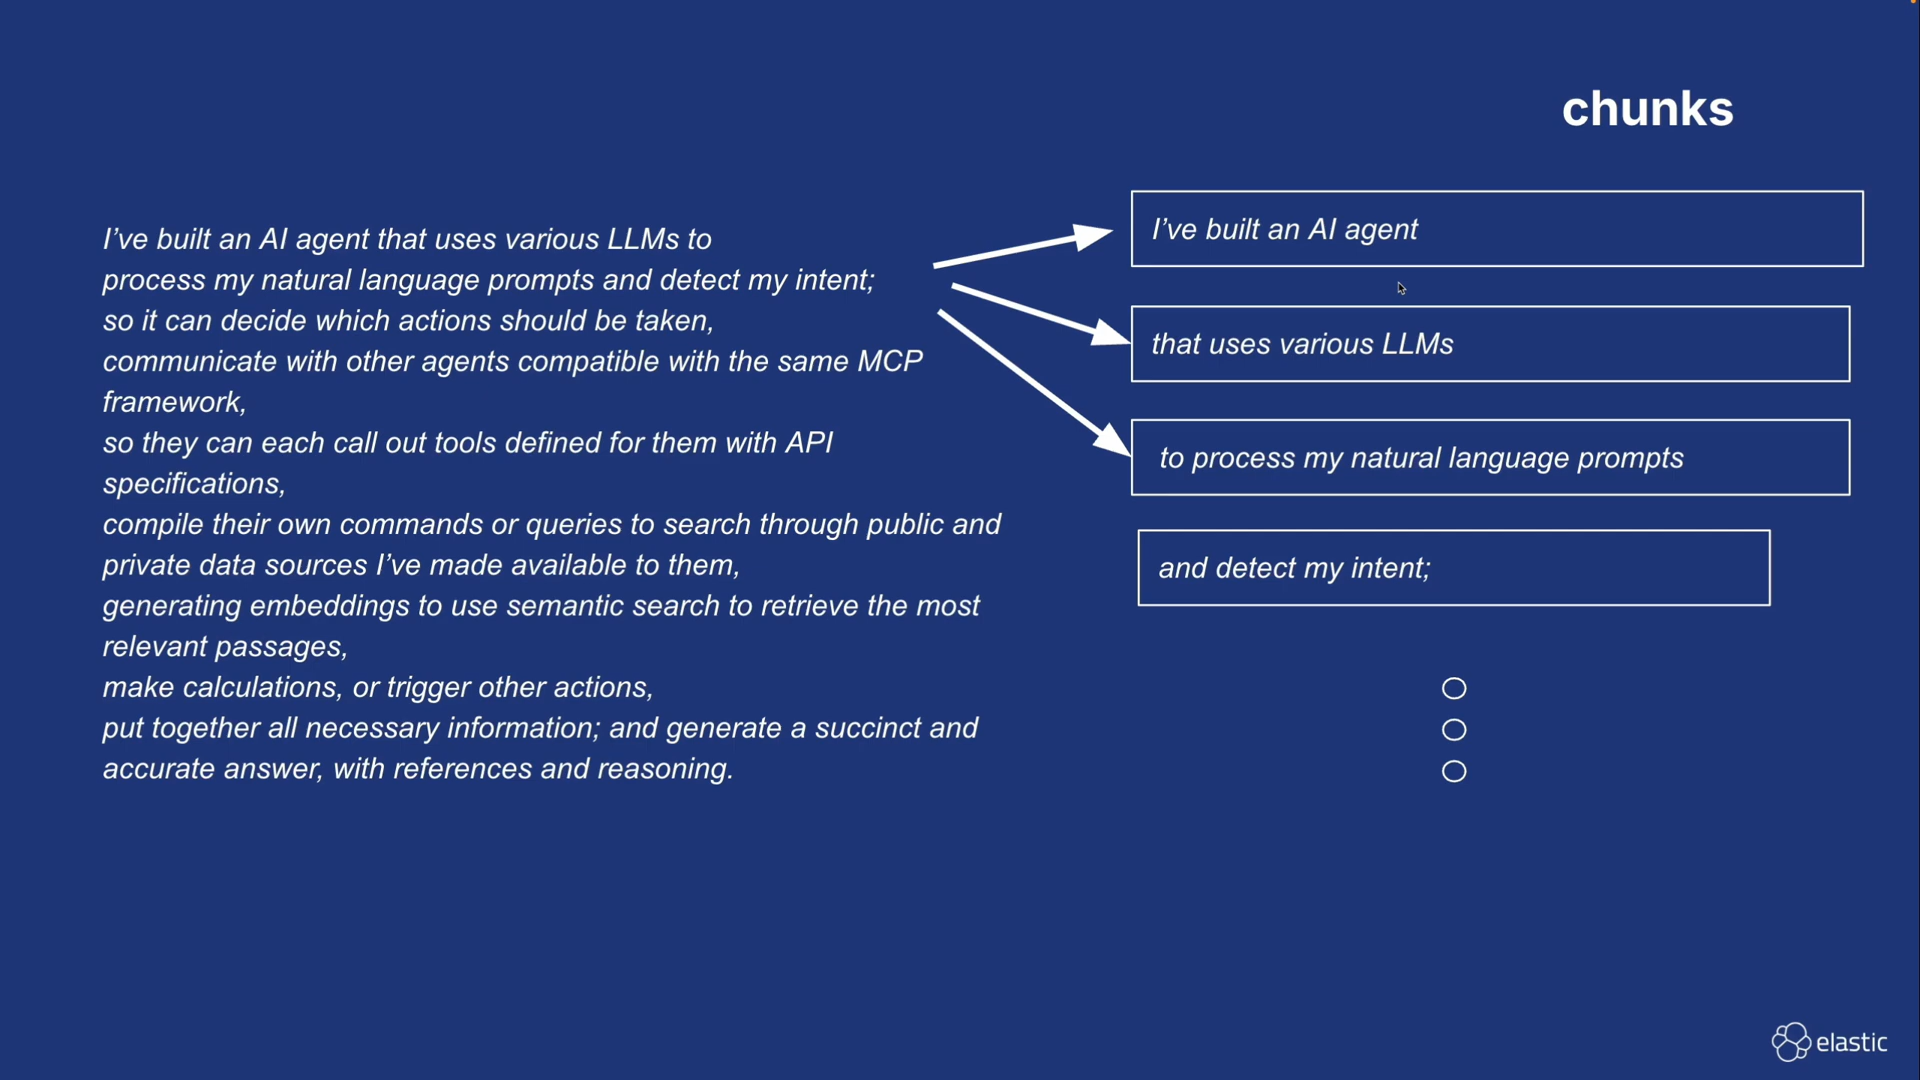 chunks
I’ve built an AI agent that uses various LLMs to
process my natural language prompts and detect my intent;
so it can decide which actions should be taken,
communicate with other agents compatible with the same MCP
framework,
so they can each call out tools defined for them with API
specifications,
compile their own commands or queries to search through public and
private data sources I’ve made available to them,
generating embeddings to use semantic search to retrieve the most
relevant passages,
make calculations, or trigger other actions,
put together all necessary information; and generate a succinct and
accurate answer, with references and reasoning.
I’ve built an AI agent
that uses various LLMs
to process my natural language prompts
and detect my intent;
elastic